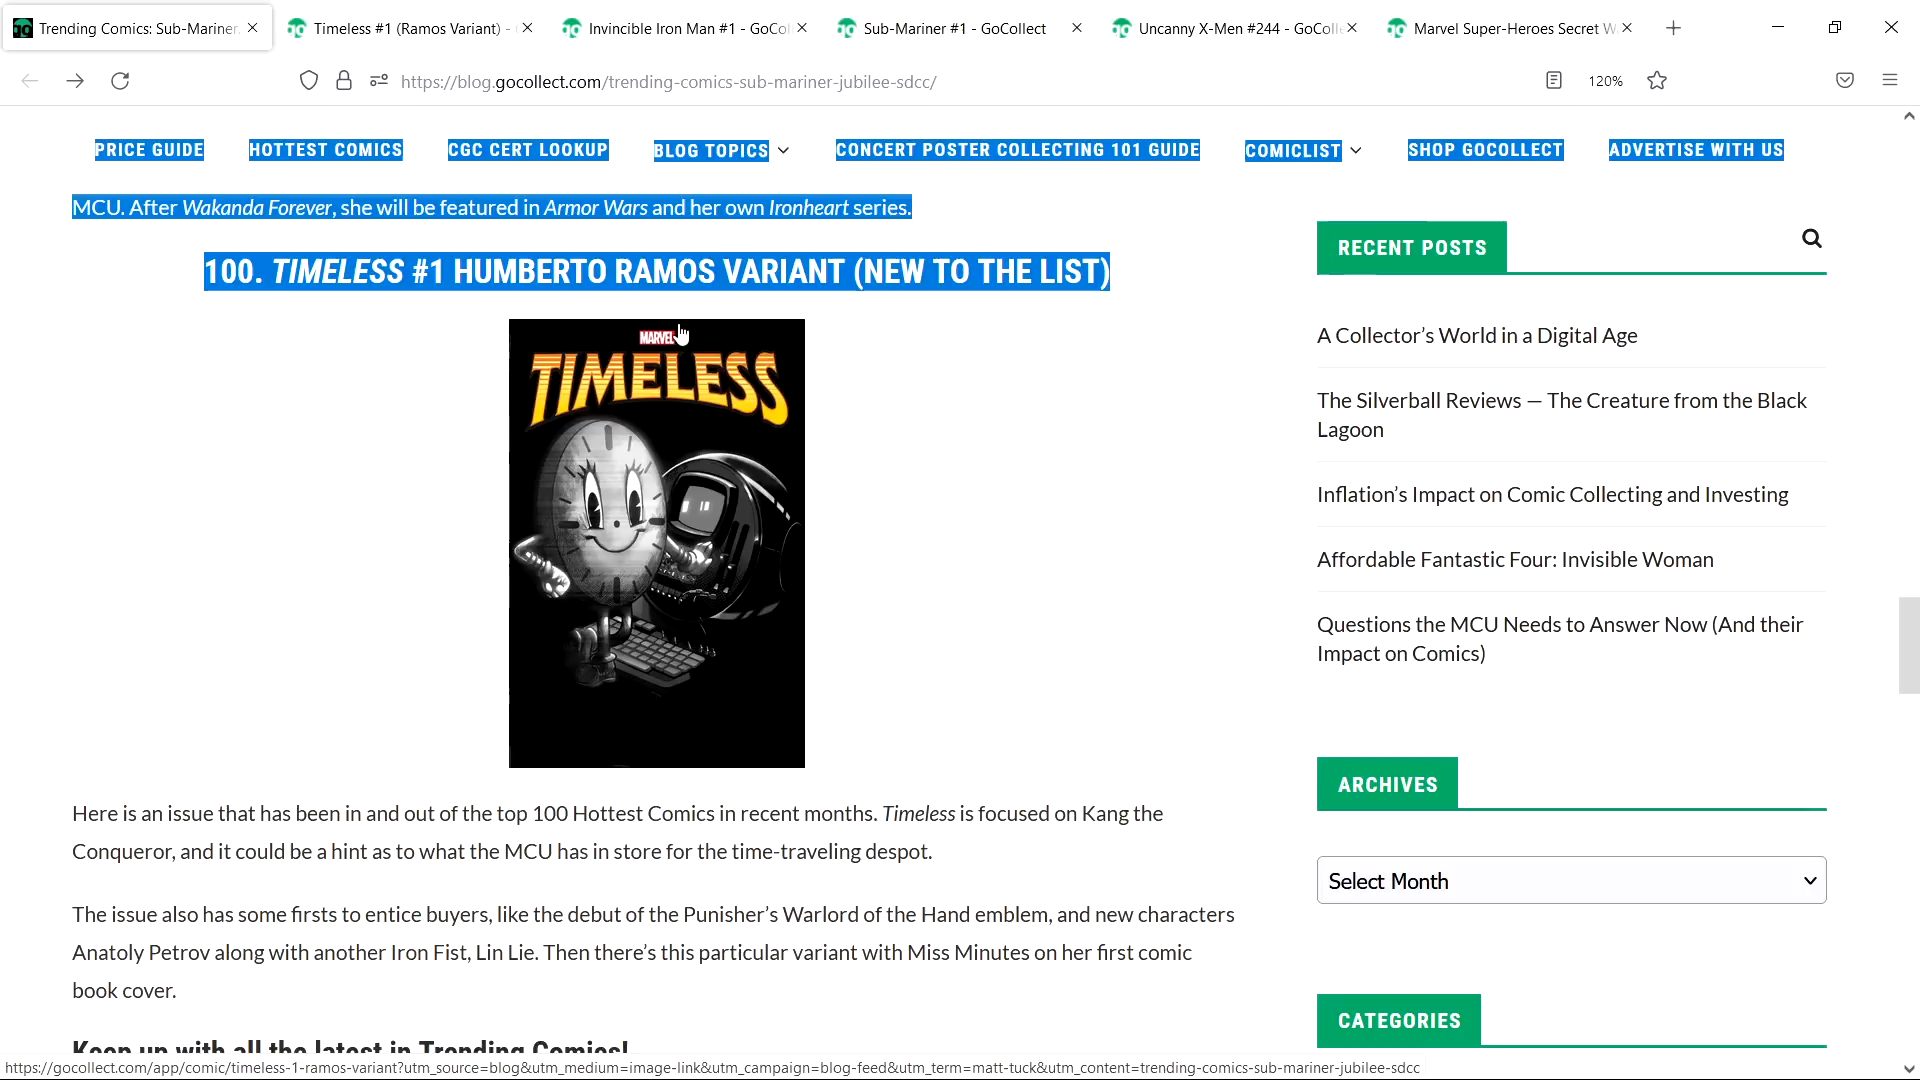 Trending Comics: Sub-Mariner,
Timeless #1 (Ramos Variant) -
Invincible Iron Man #1 - GoCol
Sub-Mariner #1 - GoCollect
Uncanny X-Men #244 - GoColle
Marvel Super-Heroes Secret W
https://blog.gocollect.com/trending-comics-sub-mariner-jubilee-sdcc/
120%
PRICE GUIDE
HOTTEST COMICS
CGC CERT LOOKUP
BLOG TOPICS
CONCERT POSTER COLLECTING 101 GUIDE
COMICLIST
SHOP GOCOLLECT
ADVERTISE WITH US
MCU. After Wakanda Forever, she will be featured in Armor Wars and her own Ironheart series.
100. TIMELESS #1 HUMBERTO RAMOS VARIANT (NEW TO THE LIST)
MARVEL
TIMELESS
Here is an issue that has been in and out of the top 100 Hottest Comics in recent months. Timeless is focused on Kang the
Conqueror, and it could be a hint as to what the MCU has in store for the time-traveling despot.
The issue also has some firsts to entice buyers, like the debut of the Punisher’s Warlord of the Hand emblem, and new characters
Anatoly Petrov along with another Iron Fist, Lin Lie. Then there’s this particular variant with Miss Minutes on her first comic
book cover.
Keep up with all the latest in Trending Comics!
RECENT POSTS
A Collector’s World in a Digital Age
The Silverball Reviews — The Creature from the Black
Lagoon
Inflation’s Impact on Comic Collecting and Investing
Affordable Fantastic Four: Invisible Woman
Questions the MCU Needs to Answer Now (And their
Impact on Comics)
ARCHIVES
Select Month
CATEGORIES
https://gocollect.com/app/comic/timeless-1-ramos-variant?utm_source=blog&utm_medium=image-link&utm_campaign=blog-feed&utm_term=matt-tuck&utm_content=trending-comics-sub-mariner-jubilee-sdcc